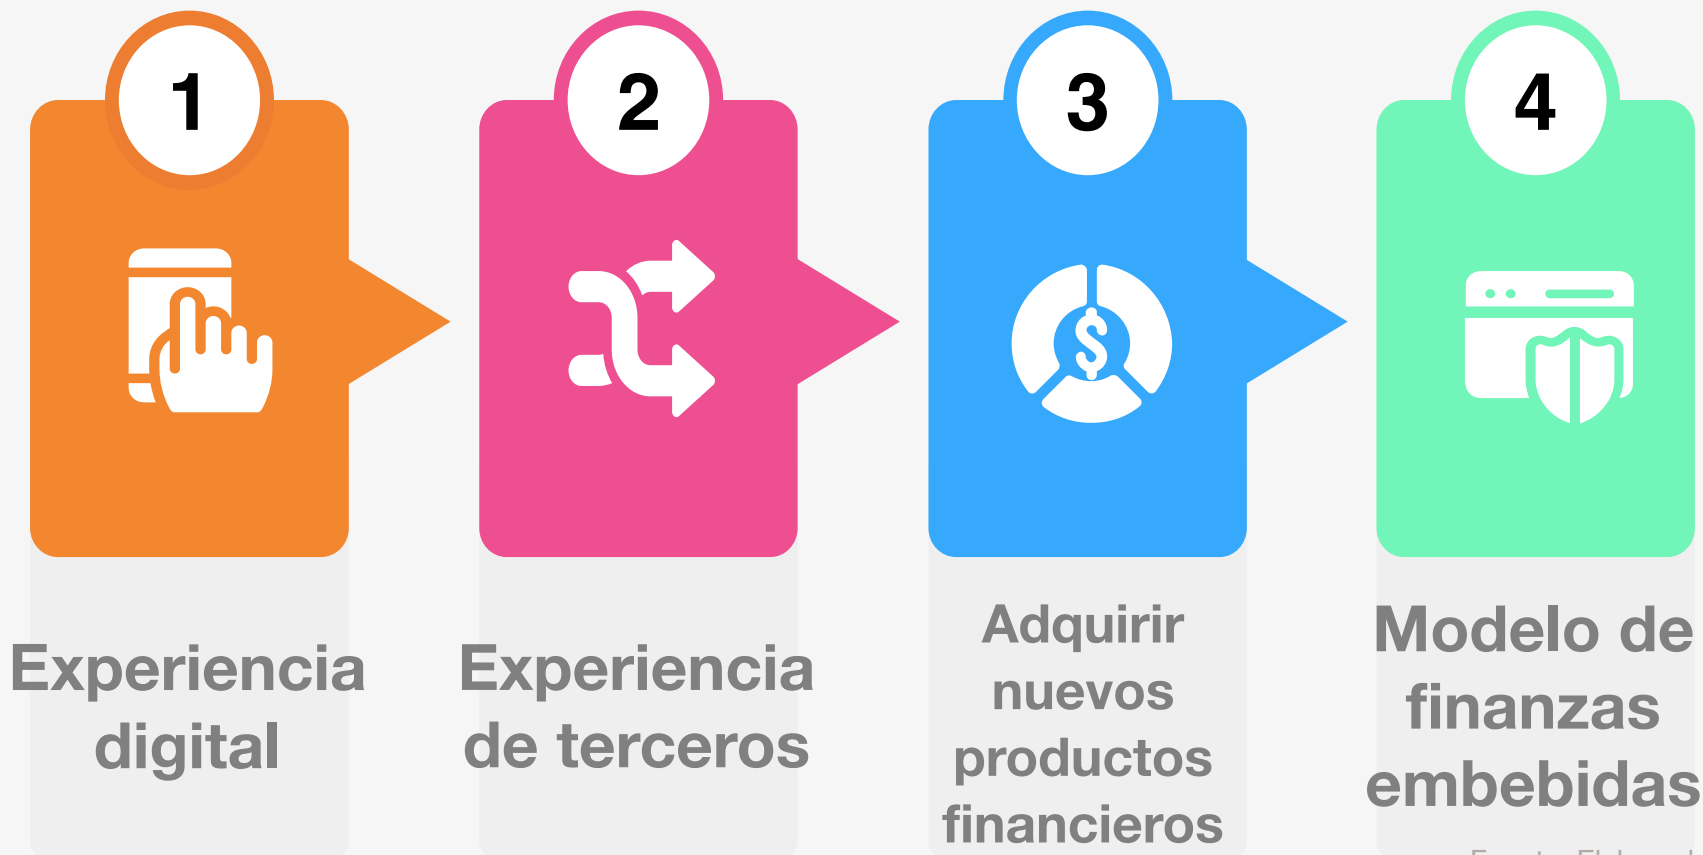 1
Experiencia
digital
2
Experiencia
de terceros
3
Adquirir
nuevos
productos
financieros
4
Modelo de
finanzas
embebidas